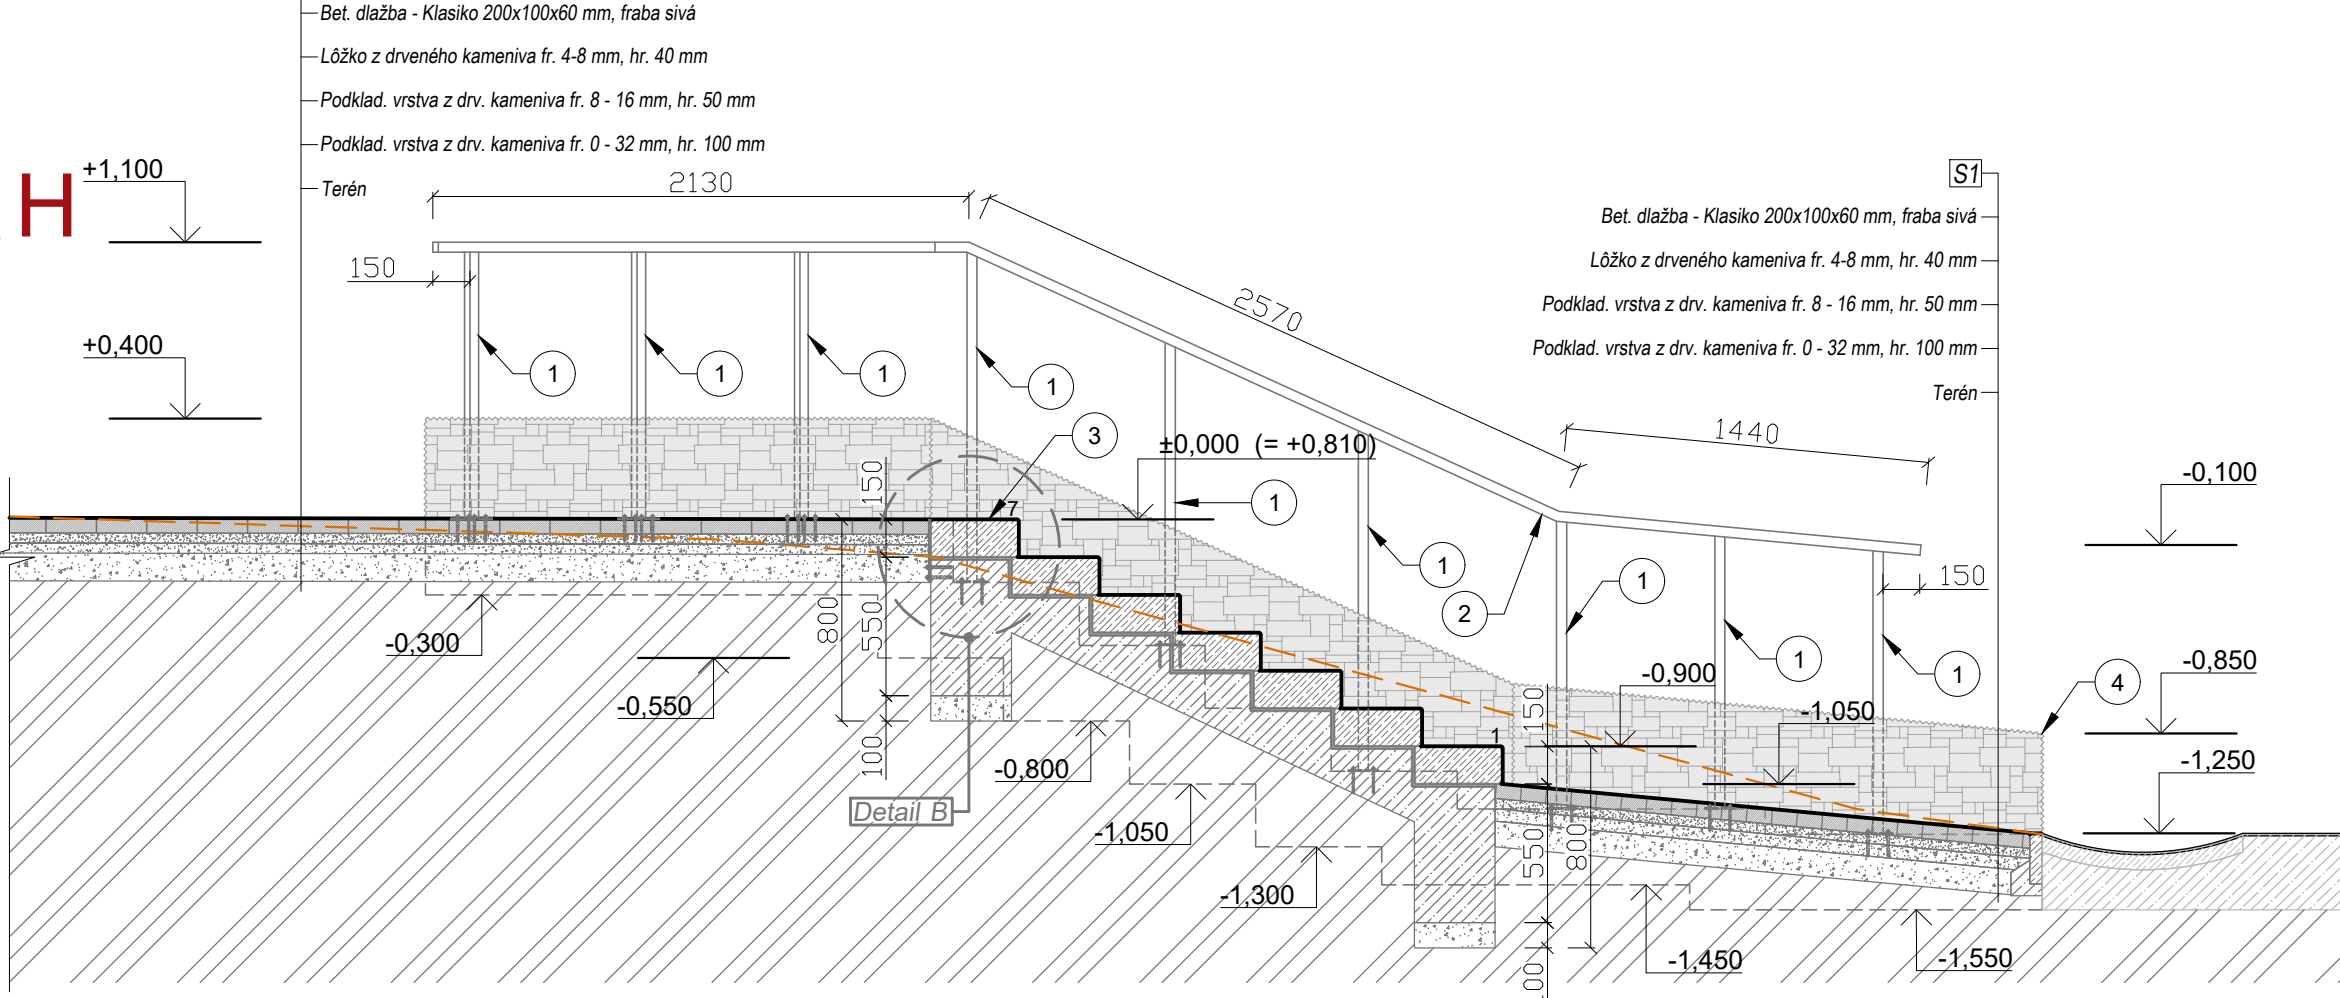 Bet. dlažba - Klasiko 200x100x60 mm, fraba sivá
Lôžko z drveného kameniva fr. 4-8 mm, hr. 40 mm
Podklad. vrstva z drv. kameniva fr. 8 - 16 mm, hr. 50 mm
Podklad. vrstva z drv. kameniva fr. 0 - 32 mm, hr. 100 mm
Terén
H
+1,100
+0,400
2130
150
2570
1440
S1
Bet. dlažba - Klasiko 200x100x60 mm, fraba sivá
Lôžko z drveného kameniva fr. 4-8 mm, hr. 40 mm
Podklad. vrstva z drv. kameniva fr. 8 - 16 mm, hr. 50 mm
Podklad. vrstva z drv. kameniva fr. 0 - 32 mm, hr. 100 mm
Terén
1
1
1
1
3
±0,000 (= +0,810)
1
1
2
1
1
1
4
150
-0,100
-0,850
-1,250
7
1
150
800
550
100
-0,300
-0,550
Detail B
-0,800
-1,050
-1,300
-0,900
-1,050
150
550
800
00
-1,450
-1,550